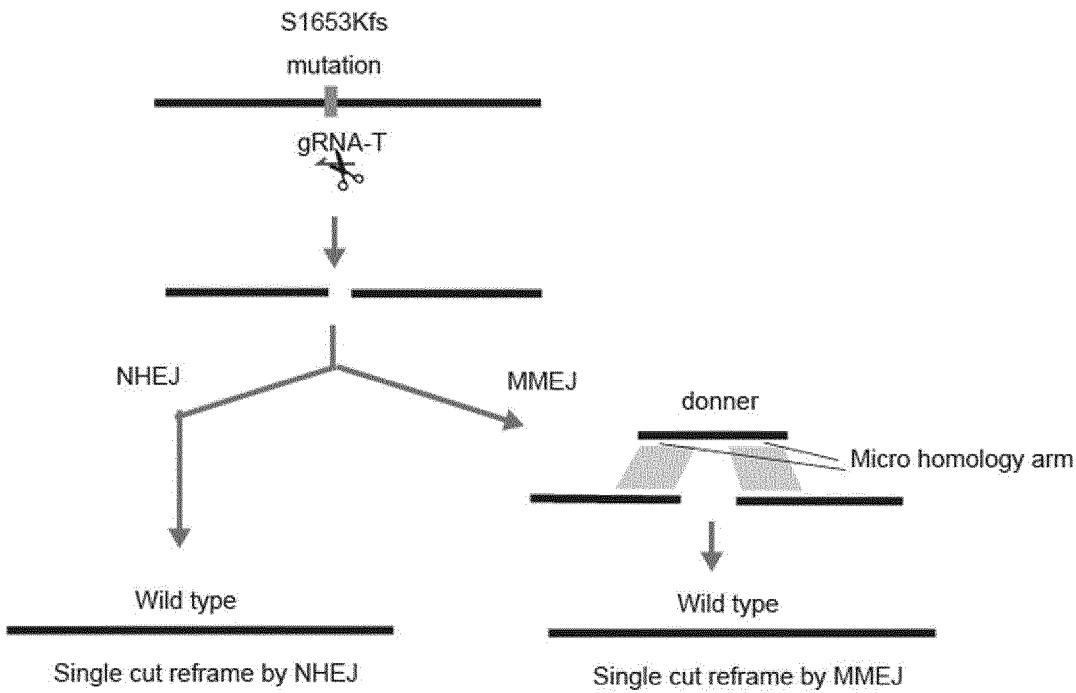 S1653Kfs
mutation
gRNA-T
NHEJ
MMEJ
donner
Micro homology arm
Wild type
Wild type
Single cut reframe by NHEJ
Single cut reframe by MMEJ